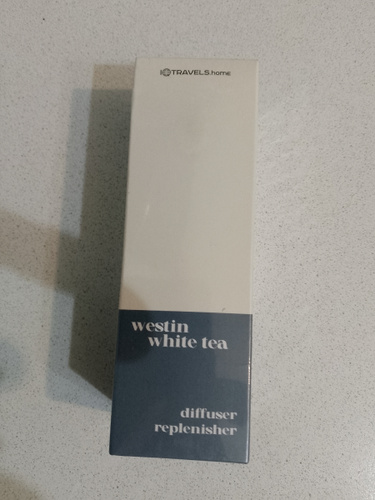 TRAVELS.home
westin
white tea
diffuser
replenisher